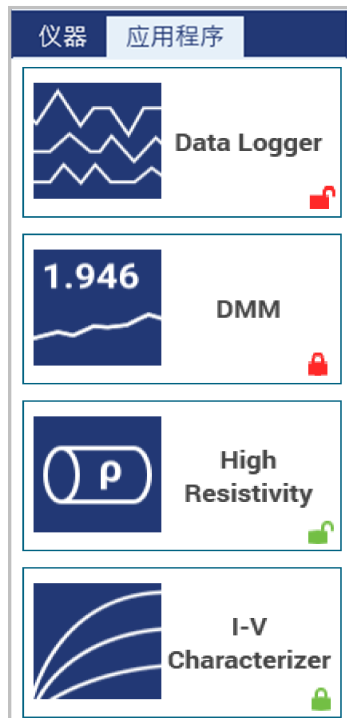 仪器 应用程序
Data Logger
1.946
DMM
ρ
High
Resistivity
I-V
Characterizer